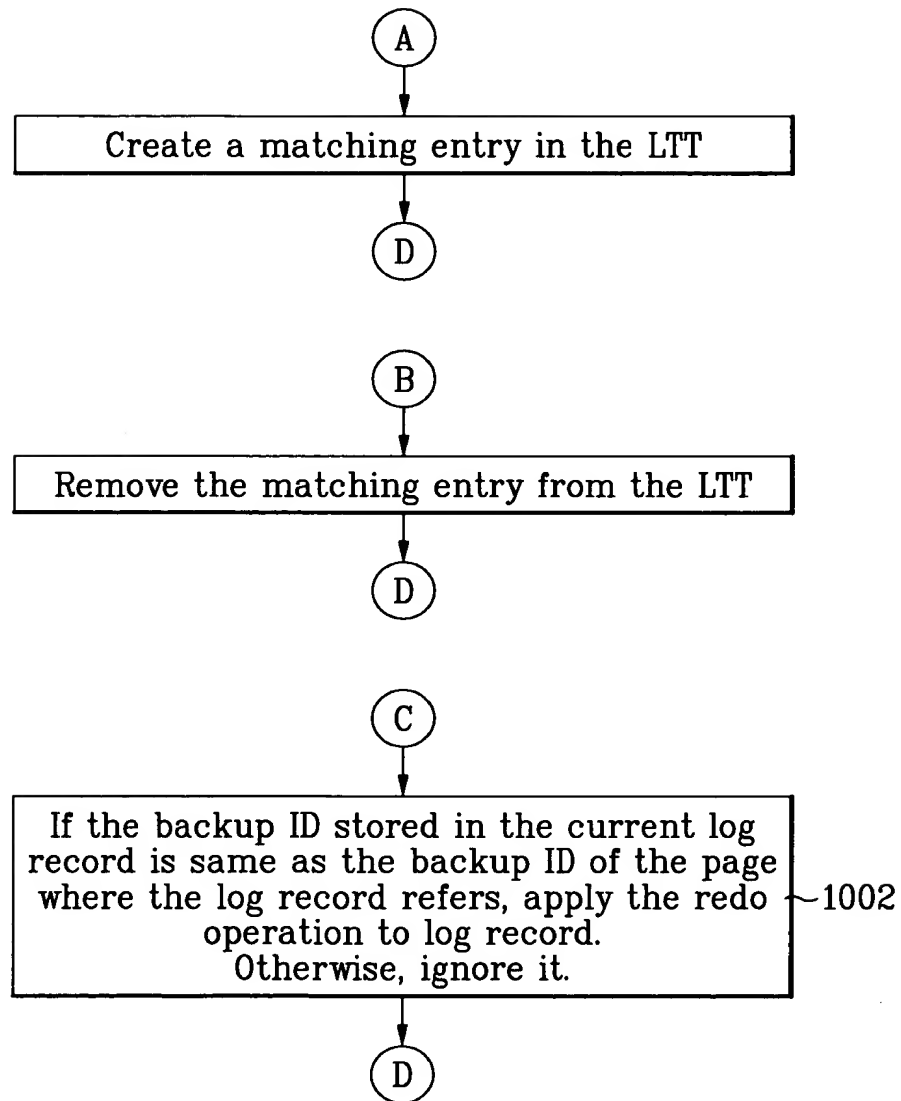 A
Create a matching entry in the LTT
D
B
Remove the matching entry from the LTT
D
C
If the backup ID stored in the current log
record is same as the backup ID of the page
where the log record refers, apply the redo
operation to log record.
Otherwise, ignore it.
1002
D